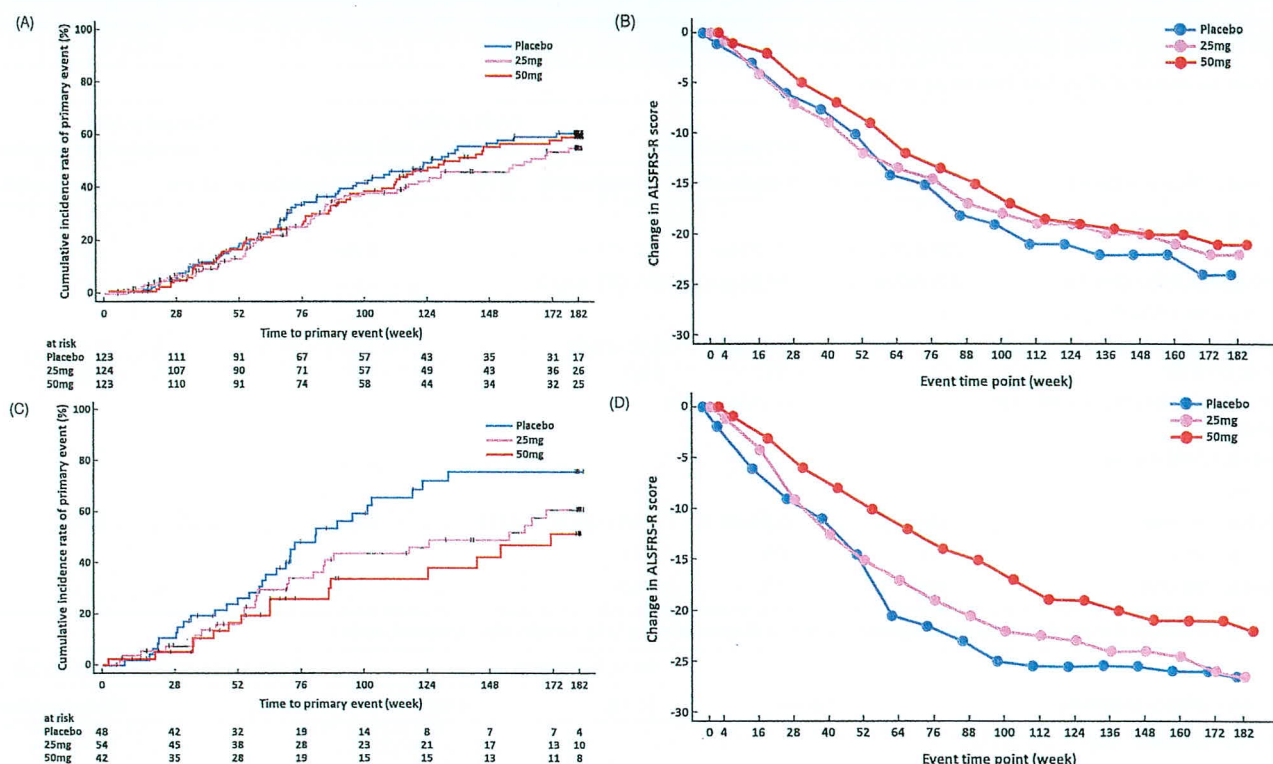 (A)
Cumulative incidence rate of primary event (%)
100
80
60
40
20
0
Placebo
25mg
50mg
0 28 52 76 100 124 148 172 182
Time to primary event (week)
at risk
Placebo 123 111 91 67 57 43 35 31 17
25mg 124 107 90 71 57 49 43 36 26
50mg 123 110 91 74 58 44 34 32 25
(B)
Change in ALSFRS-R score
0
-5
-10
-15
-20
-25
-30
Placebo
25mg
50mg
0 4 16 28 40 52 64 76 88 100 112 124 136 148 160 172 182
Event time point (week)
(C)
Cumulative incidence rate of primary event (%)
100
80
60
40
20
0
Placebo
25mg
50mg
0 28 52 76 100 124 148 172 182
Time to primary event (week)
at risk
Placebo 48 42 32 19 14 8 7 7 4
25mg 54 45 38 28 23 21 17 13 10
50mg 42 35 28 19 15 15 13 11 8
(D)
Change in ALSFRS-R score
0
-5
-10
-15
-20
-25
-30
Placebo
25mg
50mg
0 4 16 28 40 52 64 76 88 100 112 124 136 148 160 172 182
Event time point (week)